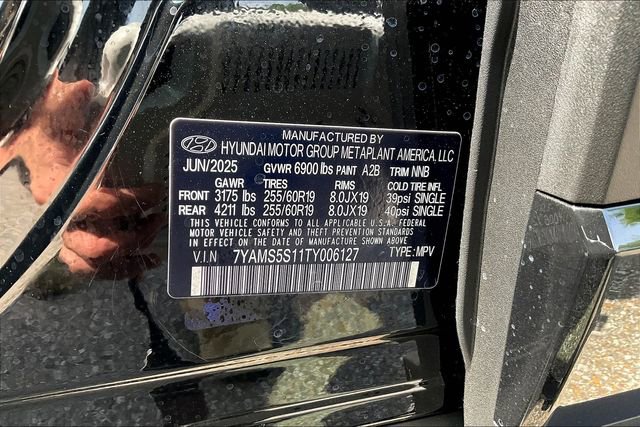 MANUFACTURED BY
HYUNDAI MOTOR GROUP METAPLANT AMERICA, LLC
JUN/2025 GVWR 6900 lbs PAINT A2B TRIM NNB
GAWR TIRES RIMS COLD TIRE INFL
FRONT 3175 lbs 255/60R19 8.0JX19 39psi SINGLE
REAR 4211 lbs 255/60R19 8.0JX19 40psi SINGLE
THIS VEHICLE CONFORMS TO ALL APPLICABLE U.S.A. FEDERAL
MOTOR VEHICLE SAFETY AND THEFT PREVENTION STANDARDS
IN EFFECT ON THE DATE OF MANUFACTURE SHOWN ABOVE.
V.I.N 7YAMS5S11TY006127 TYPE: MPV